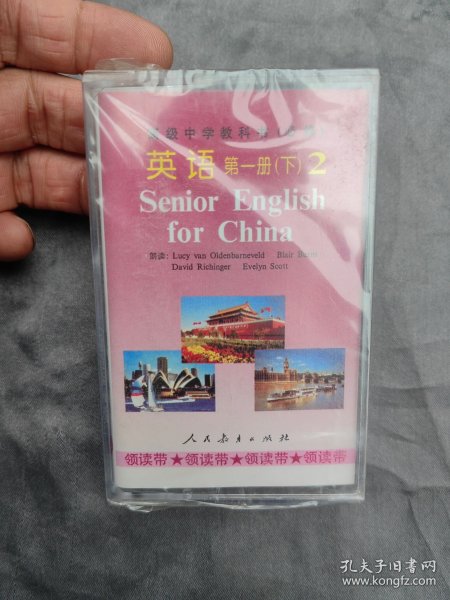 高级中学教科书(必修)
英语 第一册(下) 2
Senior English
for China
朗读: Lucy van Oldenbarneveld Blair Burns
David Richinger Evelyn Scott
人民教育出版社
领读带★领读带★领读带★领读带
孔夫子旧书网
www.kongfz.com